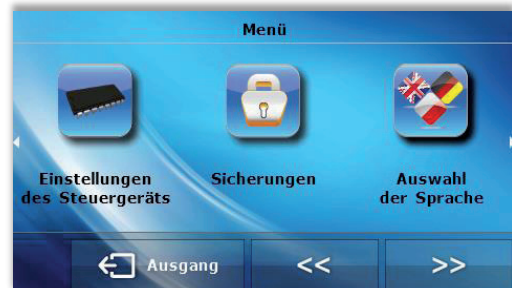 Menü
Einstellungen
des Steuergeräts
Sicherungen
Auswahl
der Sprache
Ausgang
<<
>>